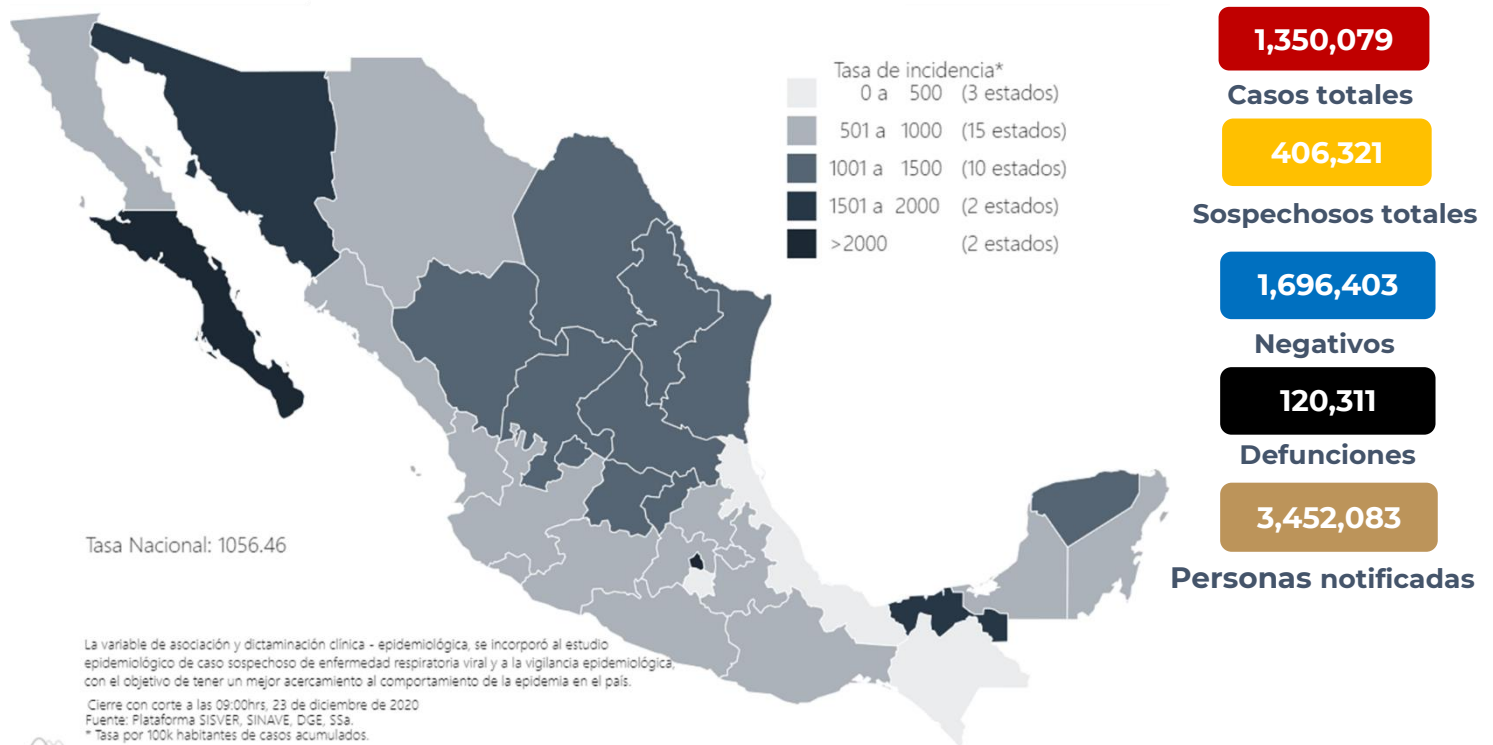 Tasa de incidencia*
0 a 500 (3 estados)
501 a 1000 (15 estados)
1001 a 1500 (10 estados)
1501 a 2000 (2 estados)
>2000 (2 estados)
Tasa Nacional: 1056.46
La variable de asociación y dictaminación clínica - epidemiológica, se incorporó al estudio
epidemiológico de caso sospechoso de enfermedad respiratoria viral y a la vigilancia epidemiológica,
con el objetivo de tener un mejor acercamiento al comportamiento de la epidemia en el país.
Cierre con corte a las 09:00hrs, 23 de diciembre de 2020
Fuente: Plataforma SISVER, SINAVE, DGE, SSa.
* Tasa por 100k habitantes de casos acumulados.
1,350,079
Casos totales
406,321
Sospechosos totales
1,696,403
Negativos
120,311
Defunciones
3,452,083
Personas notificadas